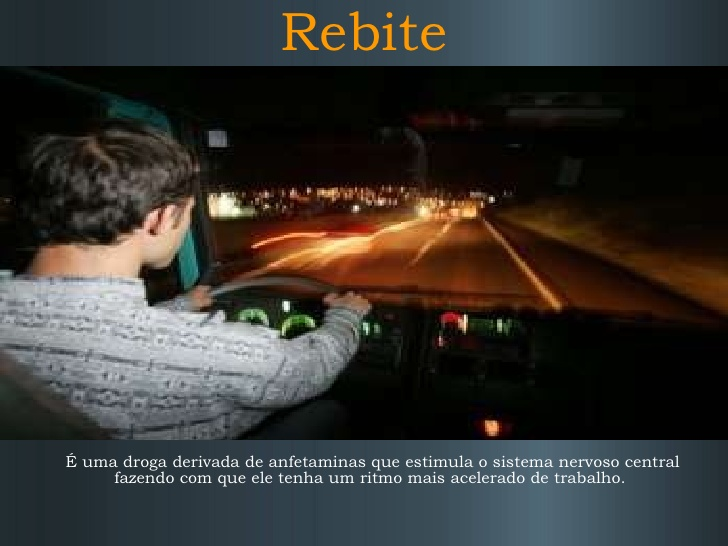 Rebite
É uma droga derivada de anfetaminas que estimula o sistema nervoso central
fazendo com que ele tenha um ritmo mais acelerado de trabalho.